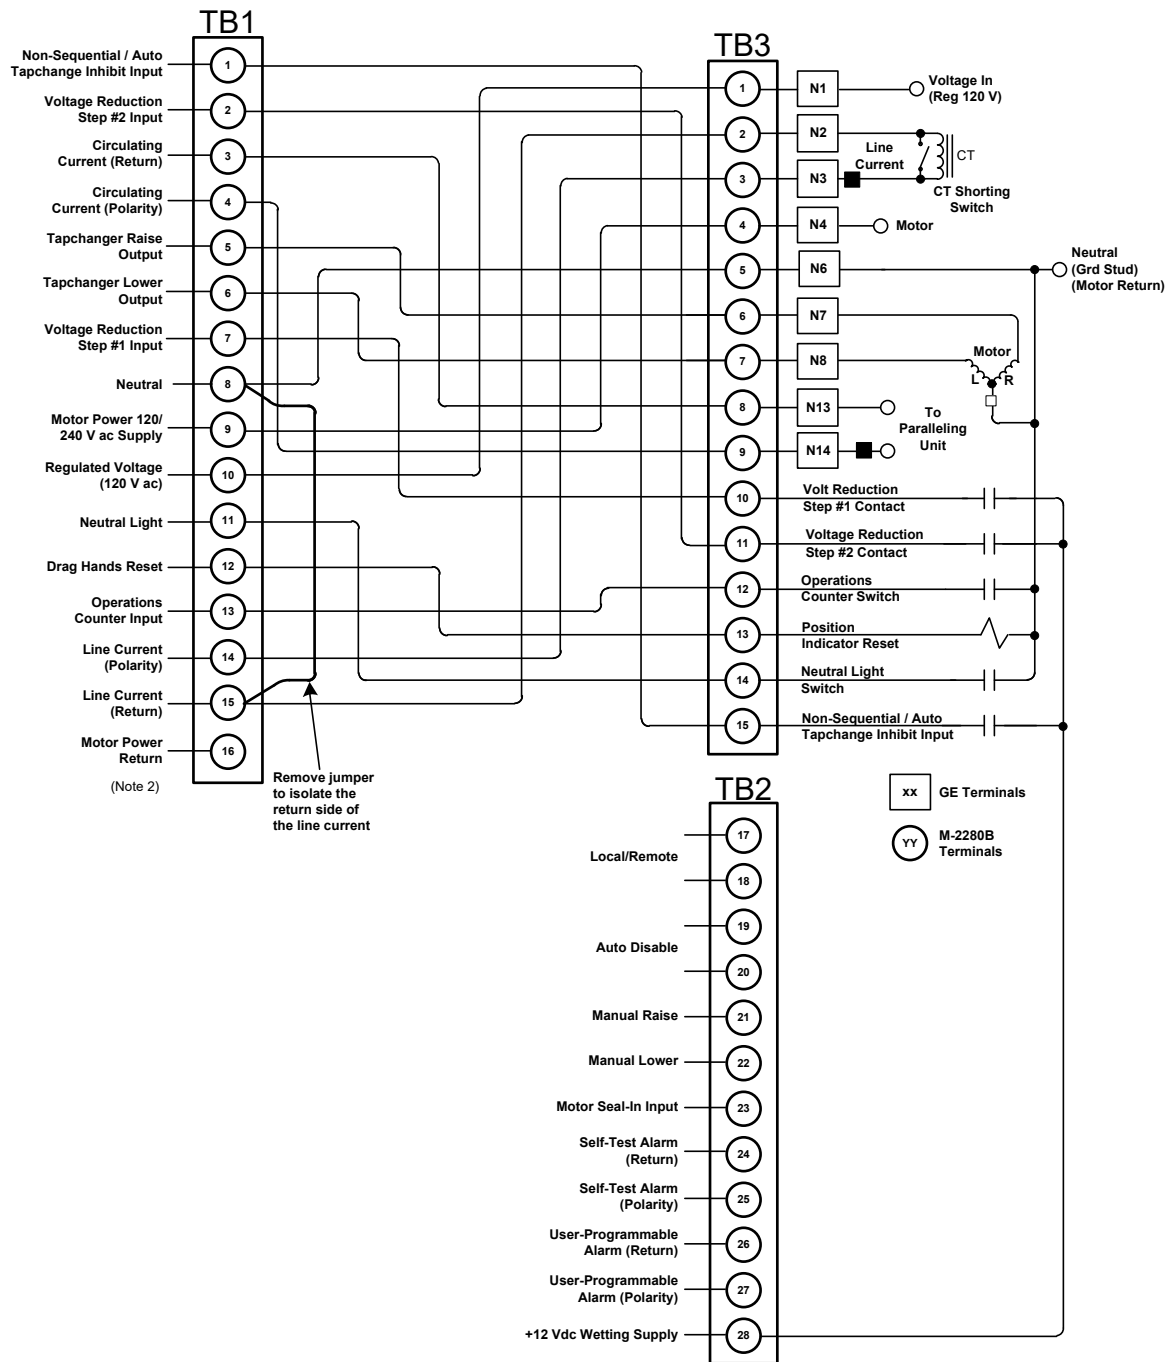 TB1
Non-Sequential / Auto
Tapchange Inhibit Input
1
Voltage Reduction
Step #2 Input
2
Circulating
Current (Return)
3
Circulating
Current (Polarity)
4
Tapchanger Raise
Output
5
Tapchanger Lower
Output
6
Voltage Reduction
Step #1 Input
7
Neutral
8
Motor Power 120/
240 V ac Supply
9
Regulated Voltage
(120 V ac)
10
Neutral Light
11
Drag Hands Reset
12
Operations
Counter Input
13
Line Current
(Polarity)
14
Line Current
(Return)
15
Motor Power
Return
16
(Note 2)
Remove jumper
to isolate the
return side of
the line current
TB3
1
N1
Voltage In
(Reg 120 V)
2
N2
Line
Current
CT
3
N3
CT Shorting
Switch
4
N4
Motor
5
N6
Neutral
(Grd Stud)
(Motor Return)
6
N7
7
N8
Motor
L
R
8
N13
To
Paralleling
Unit
9
N14
10
Volt Reduction
Step #1 Contact
11
Voltage Reduction
Step #2 Contact
12
Operations
Counter Switch
13
Position
Indicator Reset
14
Neutral Light
Switch
15
Non-Sequential / Auto
Tapchange Inhibit Input
xx
GE Terminals
YY
M-2280B
Terminals
TB2
17
Local/Remote
18
19
Auto Disable
20
Manual Raise
21
Manual Lower
22
Motor Seal-In Input
23
Self-Test Alarm
(Return)
24
Self-Test Alarm
(Polarity)
25
User-Programmable
Alarm (Return)
26
User-Programmable
Alarm (Polarity)
27
+12 Vdc Wetting Supply
28